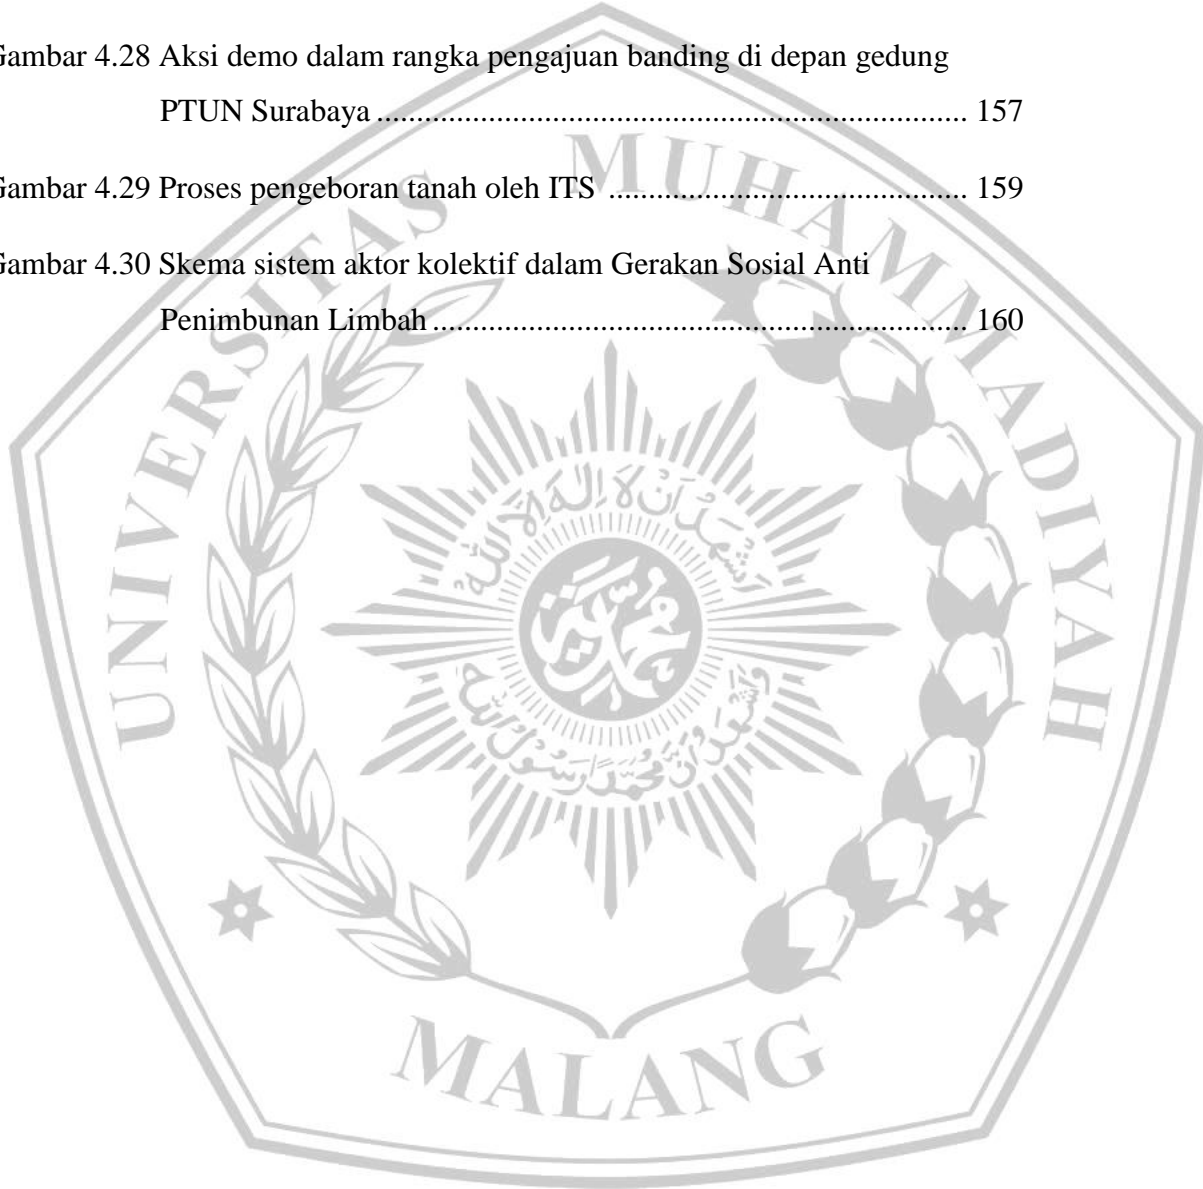 Gambar 4.28 Aksi demo dalam rangka pengajuan banding di depan gedung
PTUN Surabaya ........................................................................ 157
Gambar 4.29 Proses pengeboran tanah oleh ITS ............................................ 159
Gambar 4.30 Skema sistem aktor kolektif dalam Gerakan Sosial Anti
Penimbunan Limbah ................................................................. 160
UNIVERSITAS MUHAMMADIYAH
MALANG